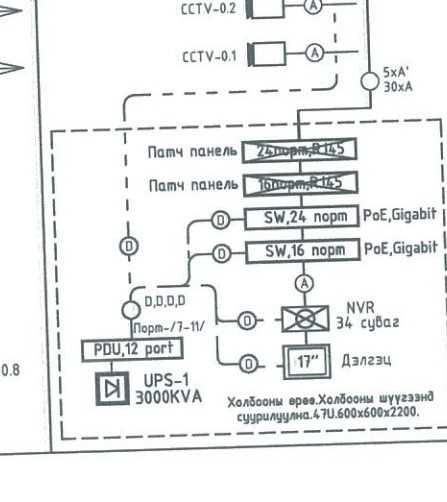 CCTV-0.2
A
CCTV-0.1
A
5xA'
30xA
Патч панель 24порт,RJ45
Патч панель 16порт,RJ45
D SW,24 порт PoE,Gigabit
D D SW,16 порт PoE,Gigabit
A
D,D,D,D
Порт-/7-11/
D
NVR
34 суваг
PDU,12 port
D 17" Дэлгэц
0.8
UPS-1
3000KVA
Холбооны өрөө.Холбооны шүүгээнд
суурилуулна.47U.600x600x2200.